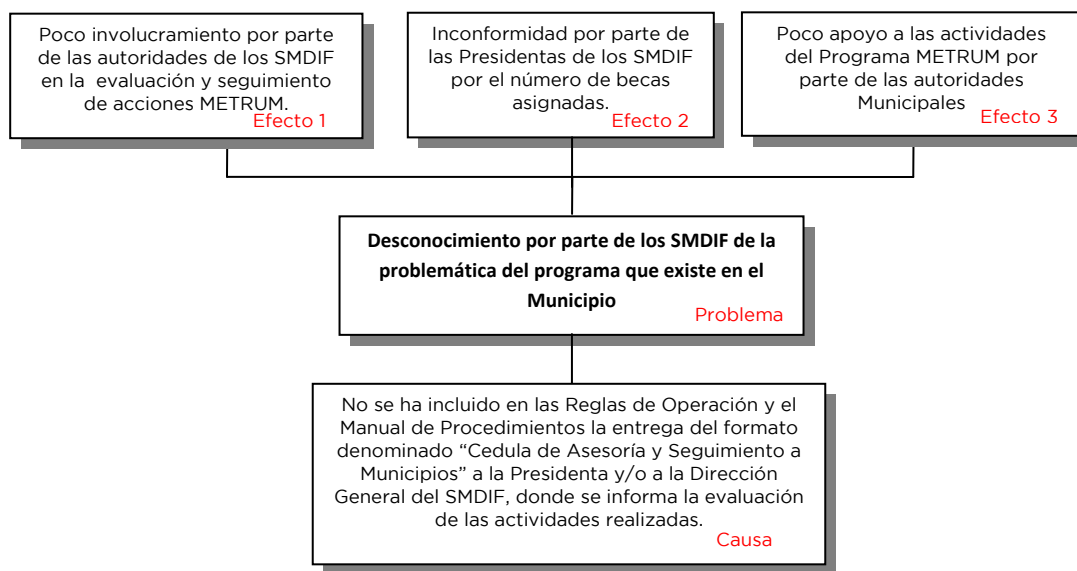 Poco involucramiento por parte
de las autoridades de los SMDIF
en la evaluación y seguimiento
de acciones METRUM.
Efecto 1
Inconformidad por parte de
las Presidentas de los SMDIF
por el número de becas
asignadas.
Efecto 2
Poco apoyo a las actividades
del Programa METRUM por
parte de las autoridades
Municipales
Efecto 3
Desconocimiento por parte de los SMDIF de la
problemática del programa que existe en el
Municipio
Problema
No se ha incluido en las Reglas de Operación y el
Manual de Procedimientos la entrega del formato
denominado “Cedula de Asesoría y Seguimiento a
Municipios” a la Presidenta y/o a la Dirección
General del SMDIF, donde se informa la evaluación
de las actividades realizadas.
Causa